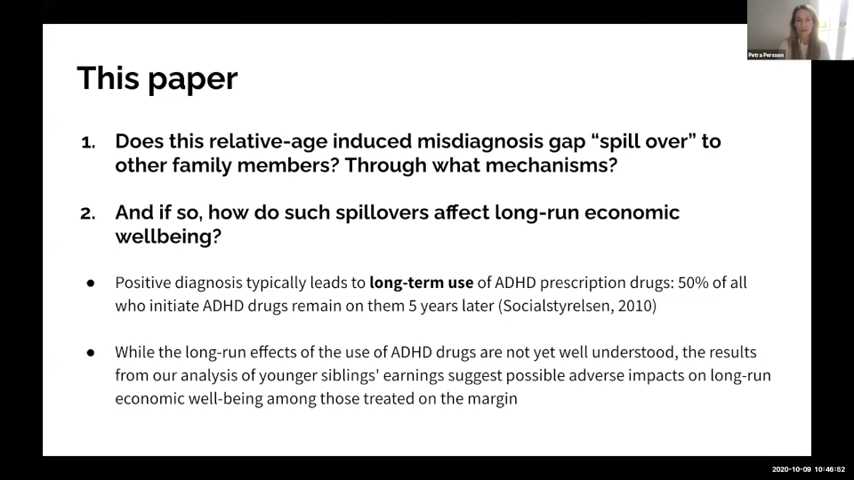 Petra Persson
This paper
1. Does this relative-age induced misdiagnosis gap “spill over” to
other family members? Through what mechanisms?
2. And if so, how do such spillovers affect long-run economic
wellbeing?
● Positive diagnosis typically leads to long-term use of ADHD prescription drugs: 50% of all
who initiate ADHD drugs remain on them 5 years later (Socialstyrelsen, 2010)
● While the long-run effects of the use of ADHD drugs are not yet well understood, the results
from our analysis of younger siblings' earnings suggest possible adverse impacts on long-run
economic well-being among those treated on the margin
2020-10-09 10:46:52